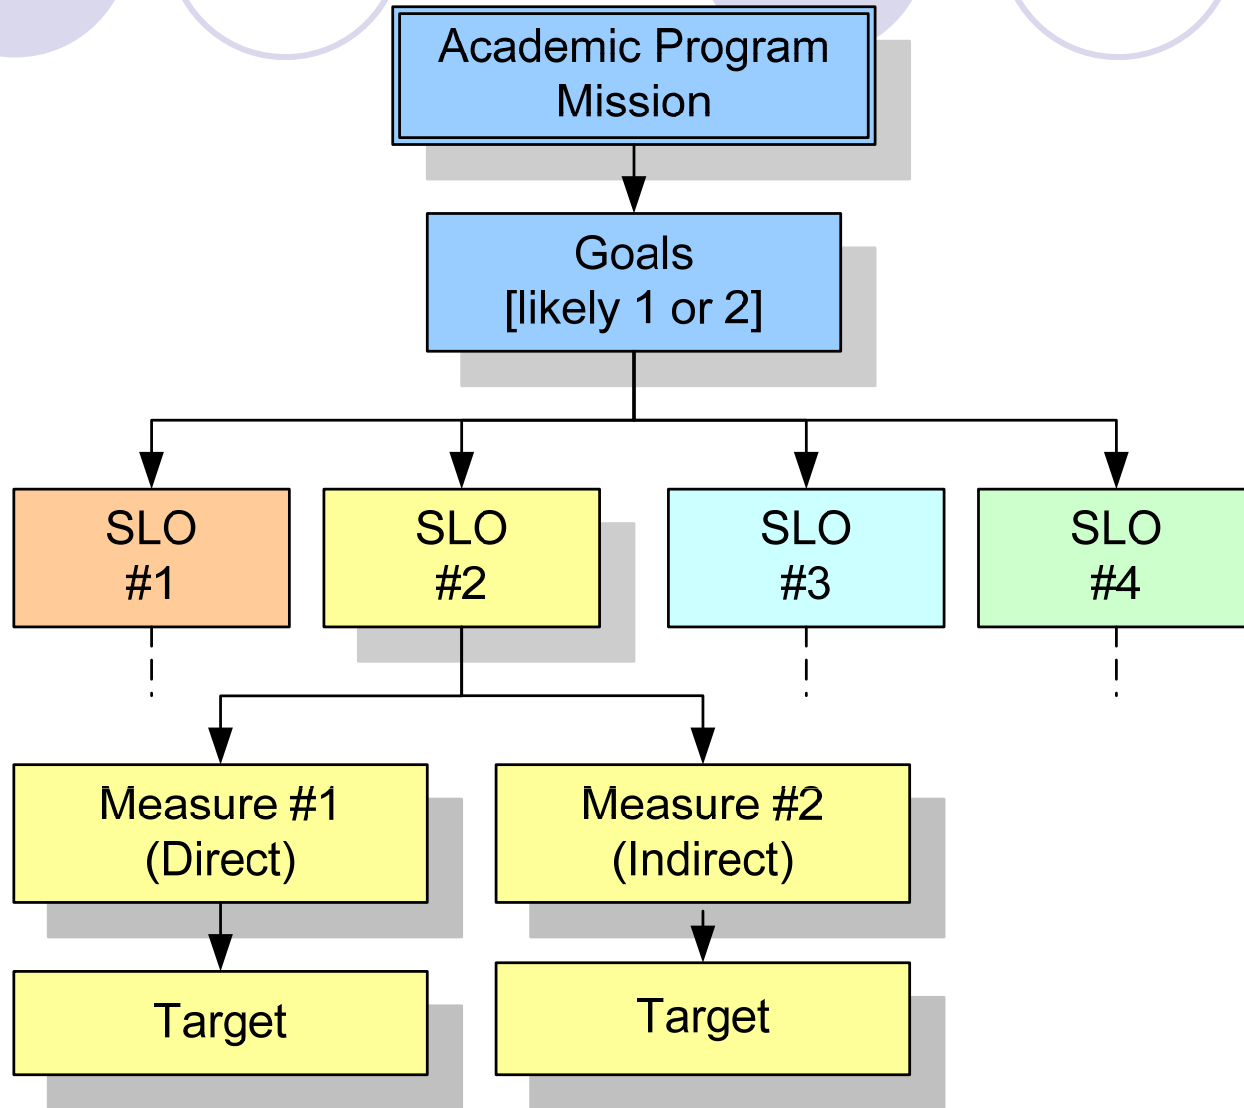 Academic Program
Mission
Goals
[likely 1 or 2]
SLO
#1
SLO
#2
SLO
#3
SLO
#4
Measure #1
(Direct)
Measure #2
(Indirect)
Target
Target